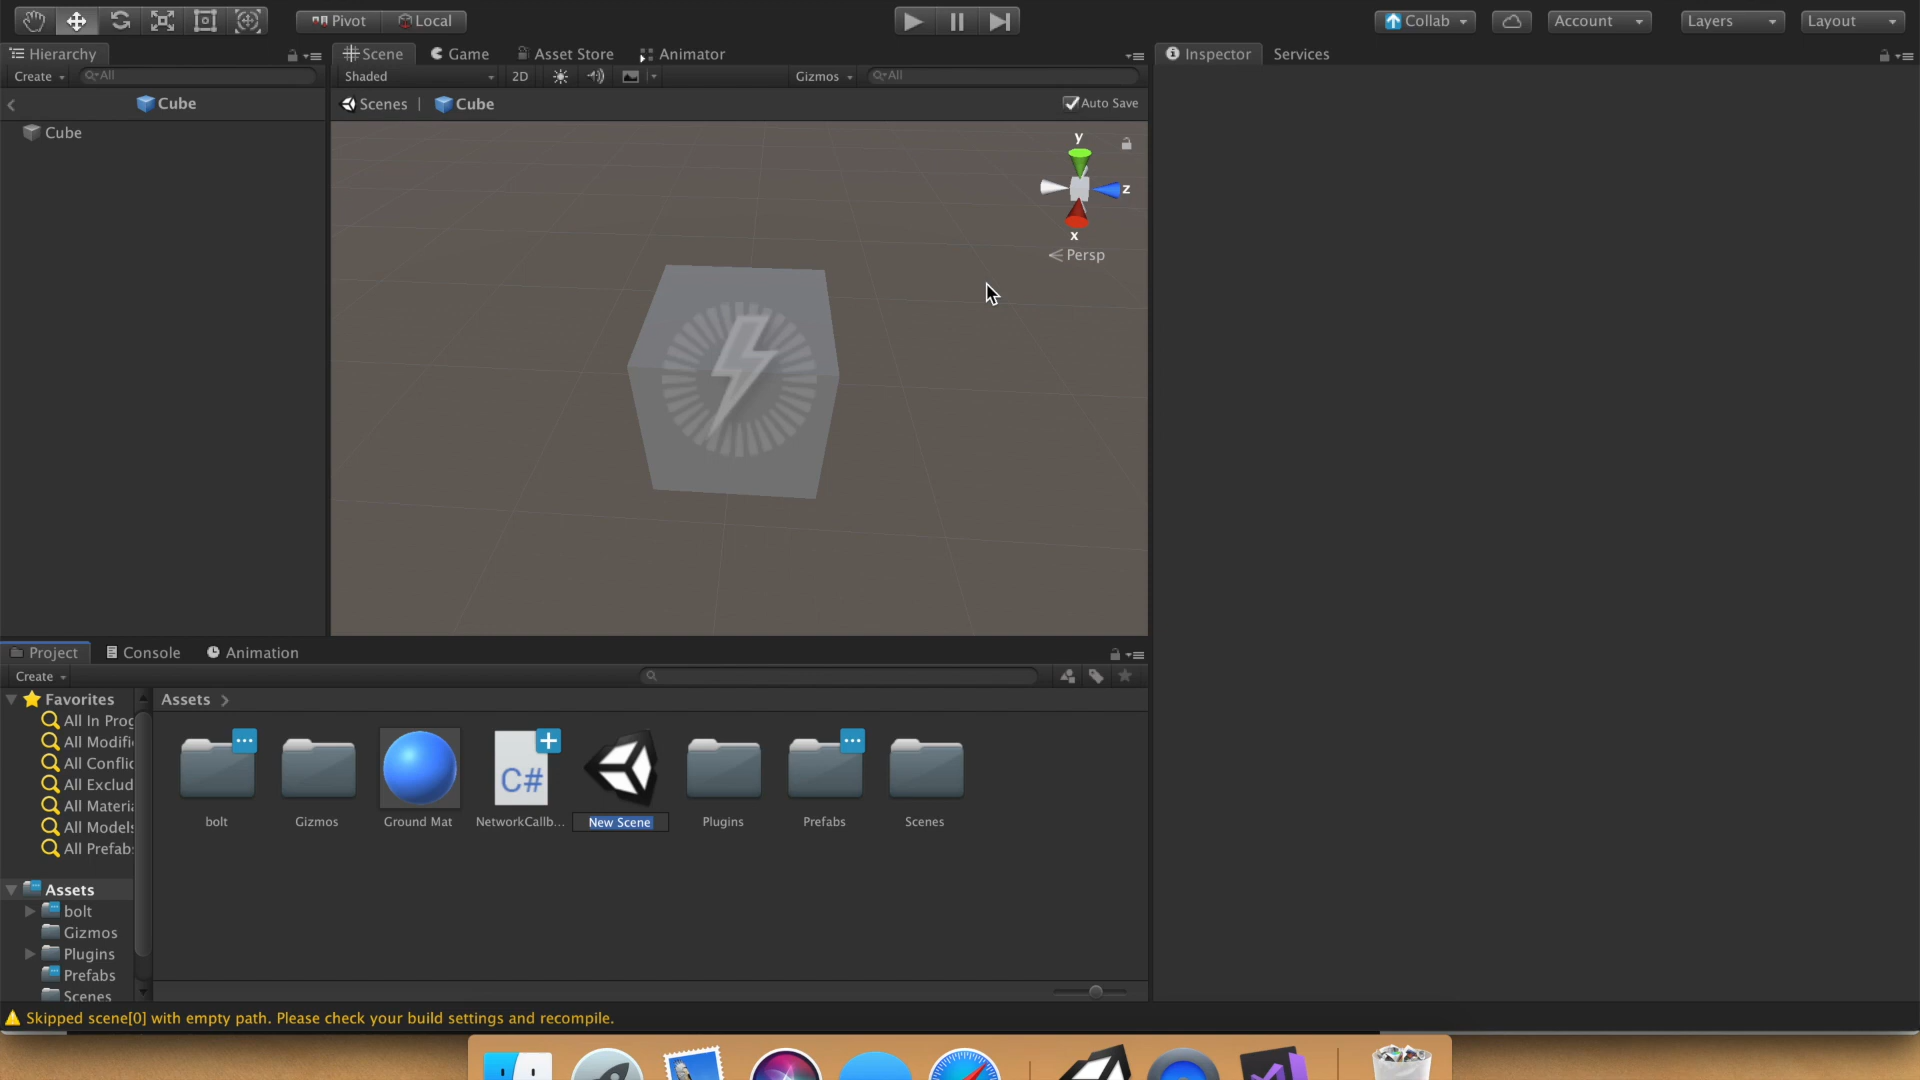 Pivot Local Collab Account Layers Layout
Hierarchy Scene Game Asset Store Animator Inspector Services
Create All Shaded 2D Gizmos All
Cube Scenes | Cube Auto Save
Cube
y
z
x
Persp
Project Console Animation
Create
Favorites Assets
All In Prog
All Modifi
All Conflic
All Exclud
All Materia
All Models
All Prefab
C#
bolt Gizmos Ground Mat NetworkCallb... New Scene Plugins Prefabs Scenes
Assets
bolt
Gizmos
Plugins
Prefabs
Scenes
Skipped scene[0] with empty path. Please check your build settings and recompile.